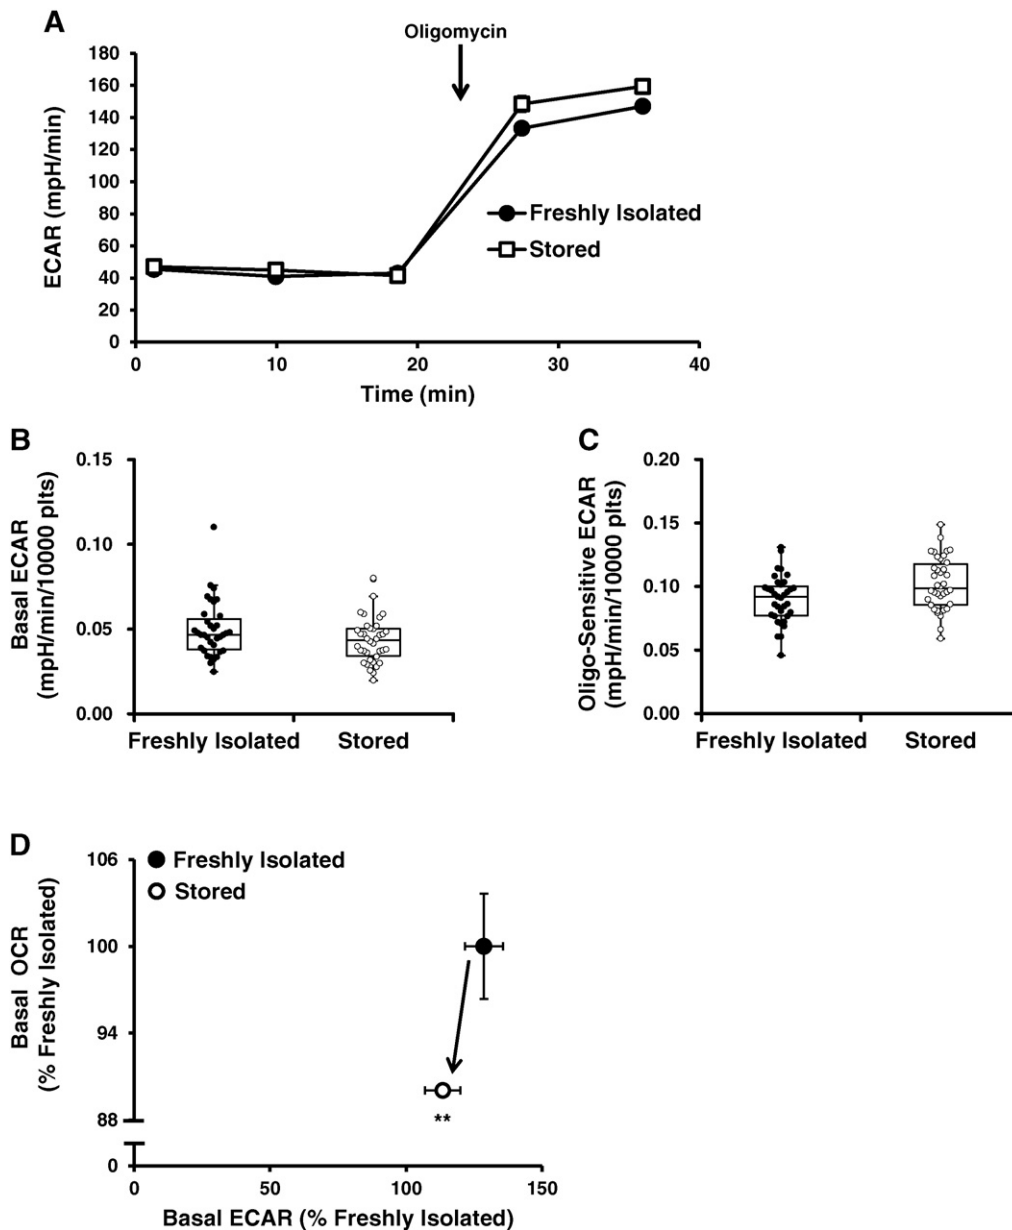 A
Oligomycin
180
160
140
120
100
80
60
40
20
0
ECAR (mpH/min)
Freshly Isolated
Stored
0 10 20 30 40
Time (min)
B
0.15
0.10
0.05
0.00
Basal ECAR
(mpH/min/10000 plts)
Freshly Isolated Stored
C
0.20
0.15
0.10
0.05
0.00
Oligo-Sensitive ECAR
(mpH/min/10000 plts)
Freshly Isolated Stored
D
Freshly Isolated
Stored
106
100
94
88
0
Basal OCR
(% Freshly Isolated)
**
0 50 100 150
Basal ECAR (% Freshly Isolated)